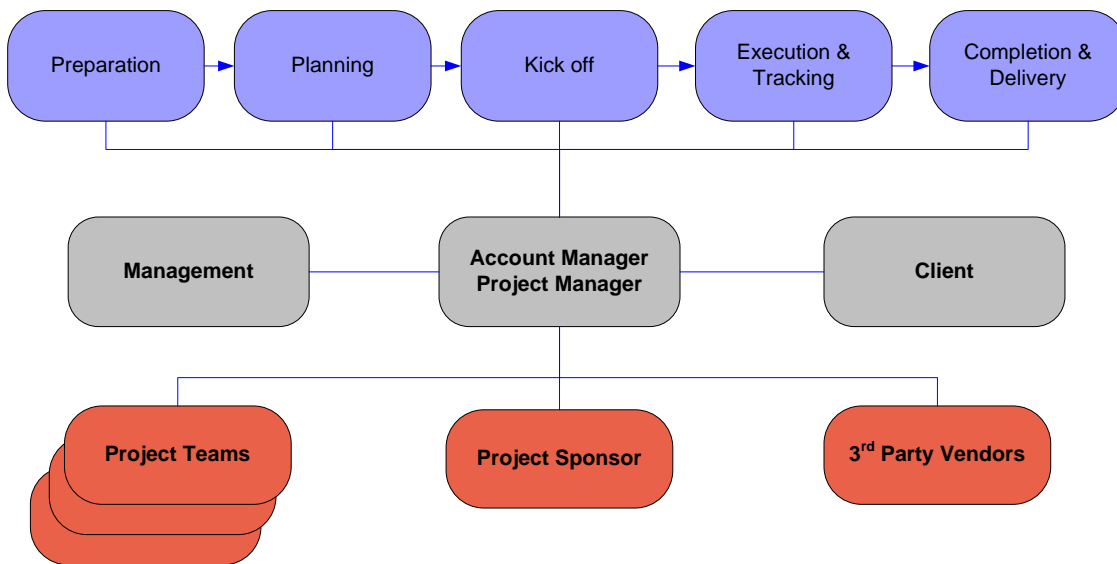 Preparation
Planning
Kick off
Execution &
Tracking
Completion &
Delivery
Management
Account Manager
Project Manager
Client
Project Teams
Project Sponsor
3rd Party Vendors